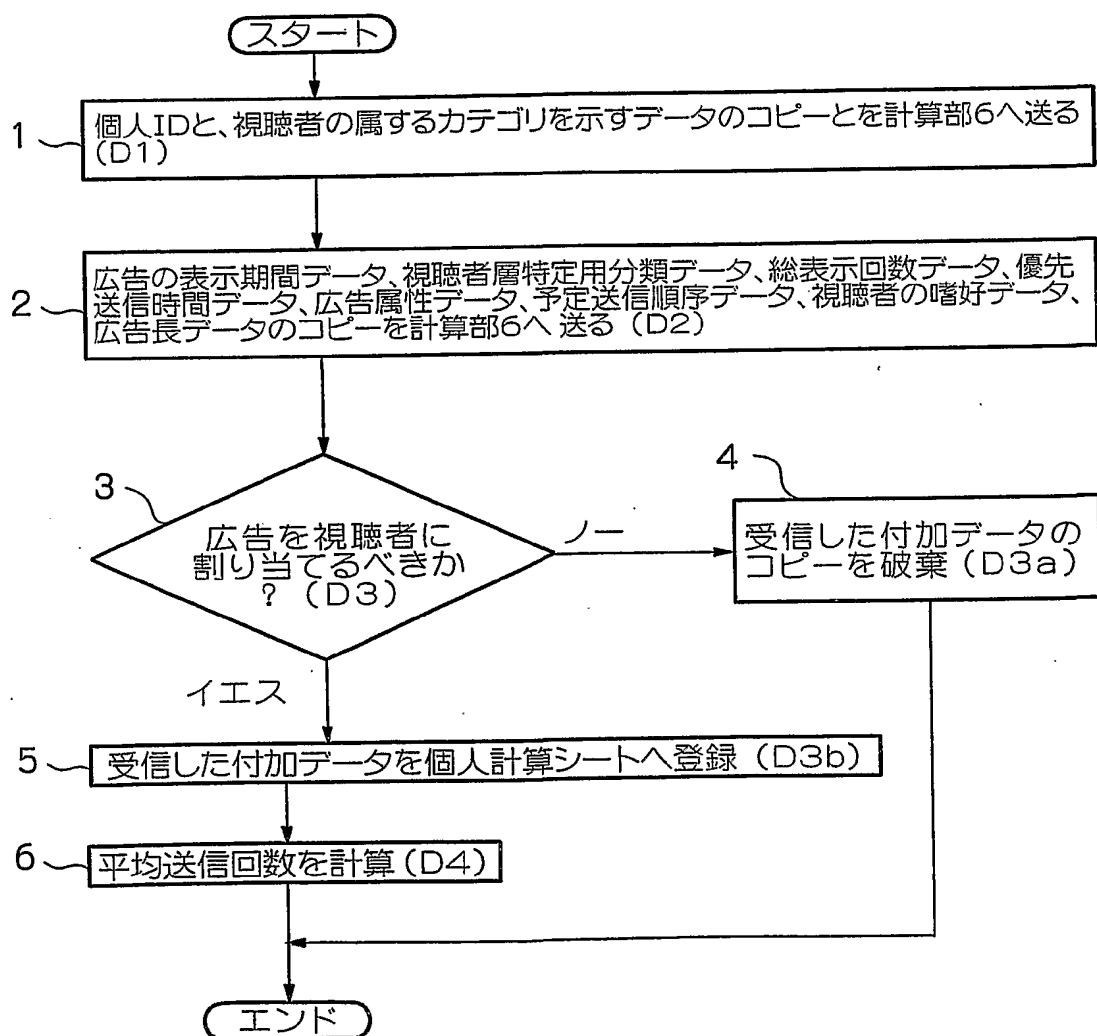 スタート
1
個人IDと、視聴者の属するカテゴリを示すデータのコピーとを計算部6へ送る
(D1)
2
広告の表示期間データ、視聴者層特定用分類データ、総表示回数データ、優先
送信時間データ、広告属性データ、予定送信順序データ、視聴者の嗜好データ、
広告長データのコピーを計算部6へ送る(D2)
3
広告を視聴者に
割り当てるべきか
?(D3)
ノー
4
受信した付加データの
コピーを破棄(D3a)
イエス
5
受信した付加データを個人計算シートへ登録(D3b)
6
平均送信回数を計算(D4)
エンド